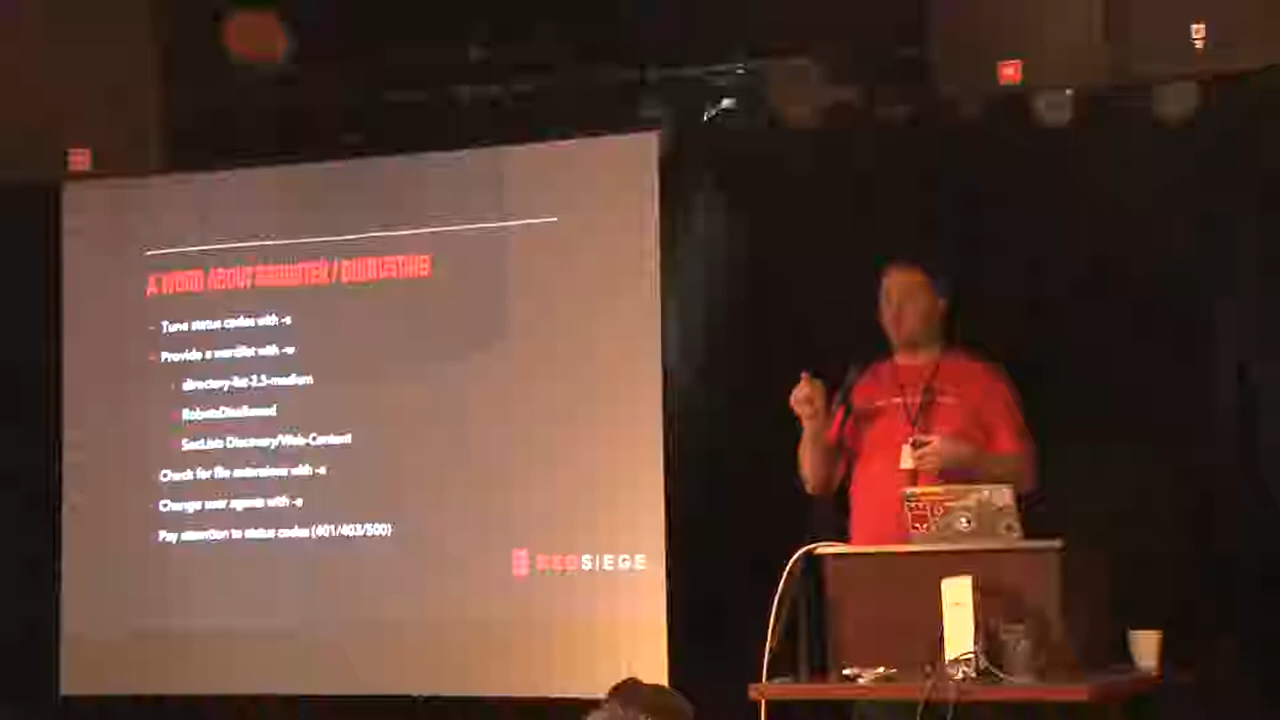 A WORD ABOUT GOBUSTER / DIRBUSTING
Tune status codes with -s
Provide a wordlist with -w
directory-list-2.3-medium
RobotsDisallowed
SecLists Discovery/Web-Content
Check for file extensions with -x
Change user agents with -a
Pay attention to status codes (401/403/500)
REDSIEGE